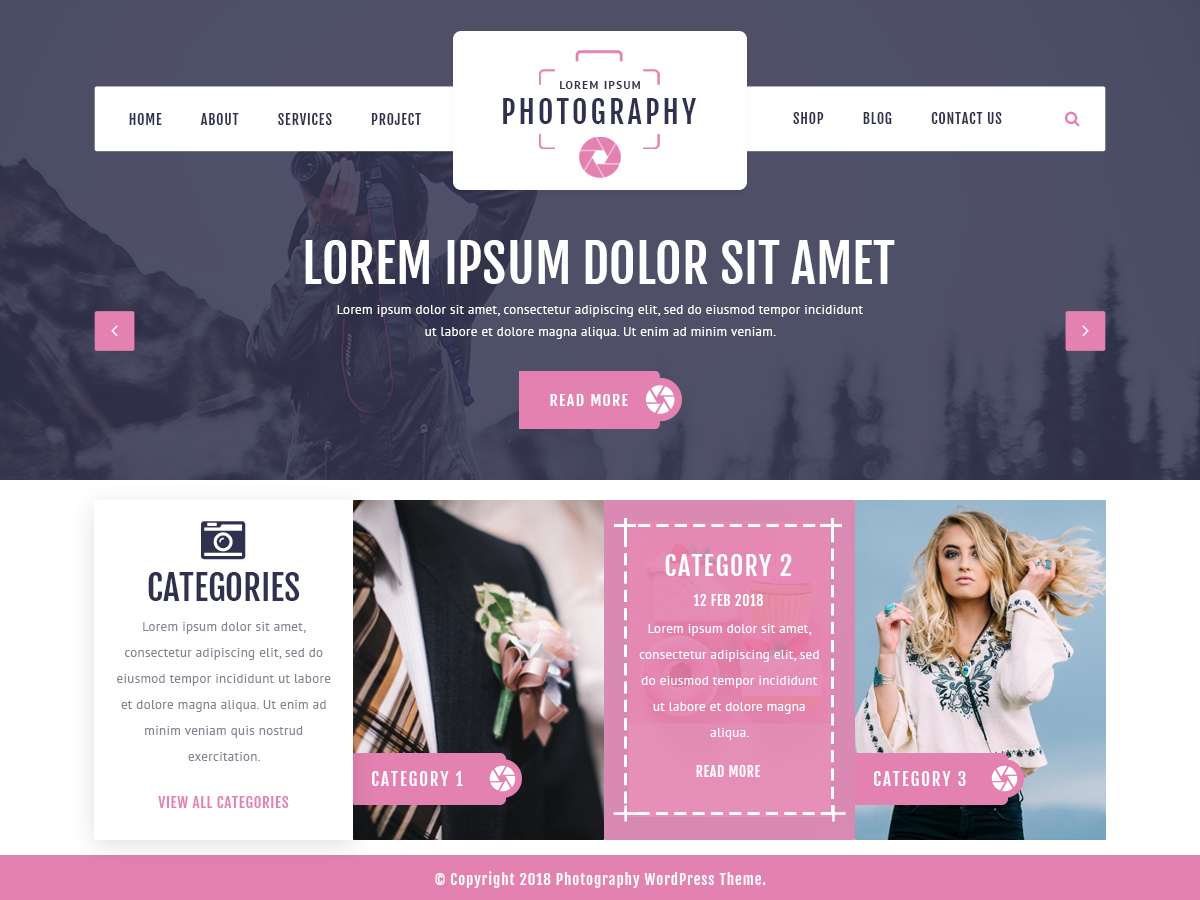 LOREM IPSUM
PHOTOGRAPHY
HOME ABOUT SERVICES PROJECT SHOP BLOG CONTACT US
LOREM IPSUM DOLOR SIT AMET
Lorem ipsum dolor sit amet, consectetur adipiscing elit, sed do eiusmod tempor incididunt
ut labore et dolore magna aliqua. Ut enim ad minim veniam.
READ MORE
CATEGORIES
Lorem ipsum dolor sit amet,
consectetur adipiscing elit, sed do
eiusmod tempor incididunt ut labore
et dolore magna aliqua. Ut enim ad
minim veniam quis nostrud
exercitation.
VIEW ALL CATEGORIES
CATEGORY 1
CATEGORY 2
12 FEB 2018
Lorem ipsum dolor sit amet,
consectetur adipiscing elit, sed
do eiusmod tempor incididunt
ut labore et dolore magna
aliqua.
READ MORE
CATEGORY 3
© Copyright 2018 Photography WordPress Theme.